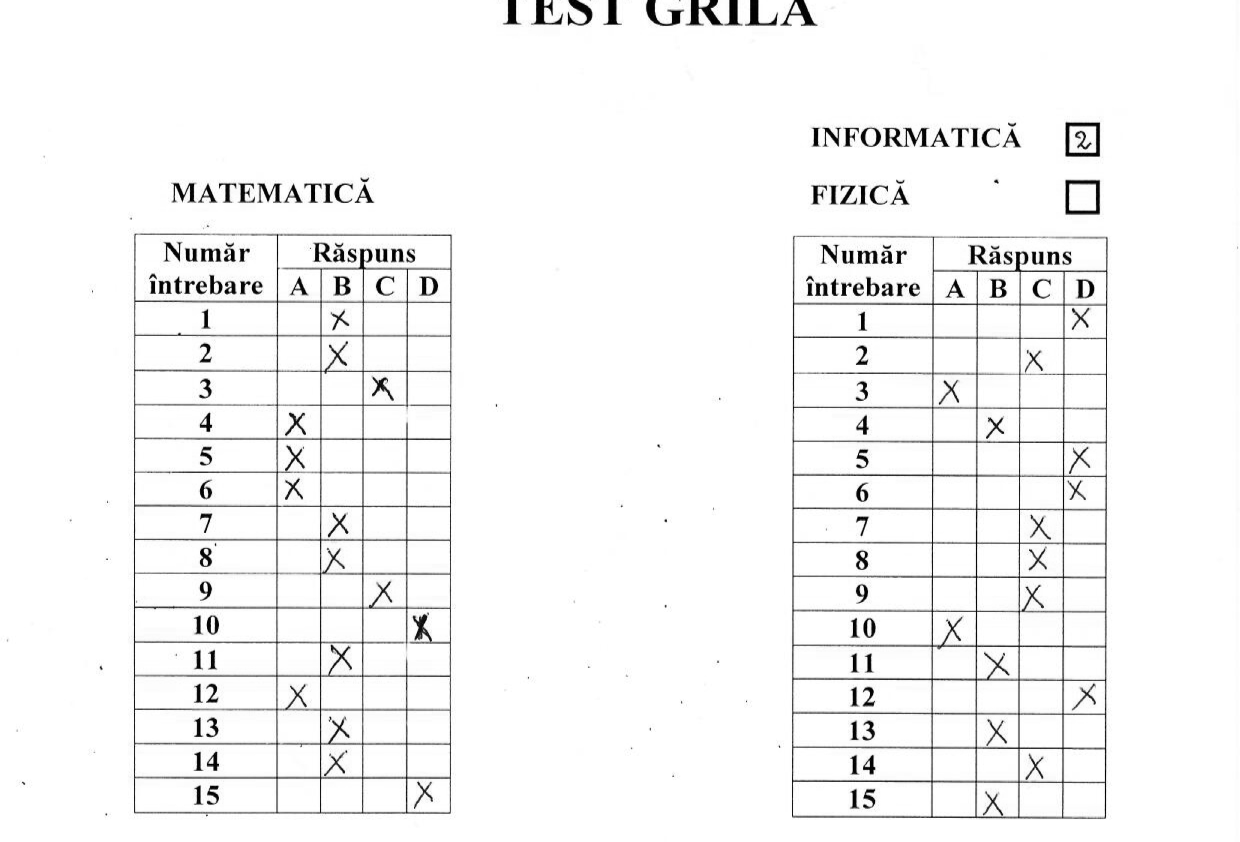 TEST GRILĂ
INFORMATICĂ 2
FIZICĂ
MATEMATICĂ
Număr Răspuns
întrebare A B C D
1 X
2 X
3 X
4 X
5 X
6 X
7 X
8 X
9 X
10 X
11 X
12 X
13 X
14 X
15 X
Număr Răspuns
întrebare A B C D
1 X
2 X
3 X
4 X
5 X
6 X
7 X
8 X
9 X
10 X
11 X
12 X
13 X
14 X
15 X